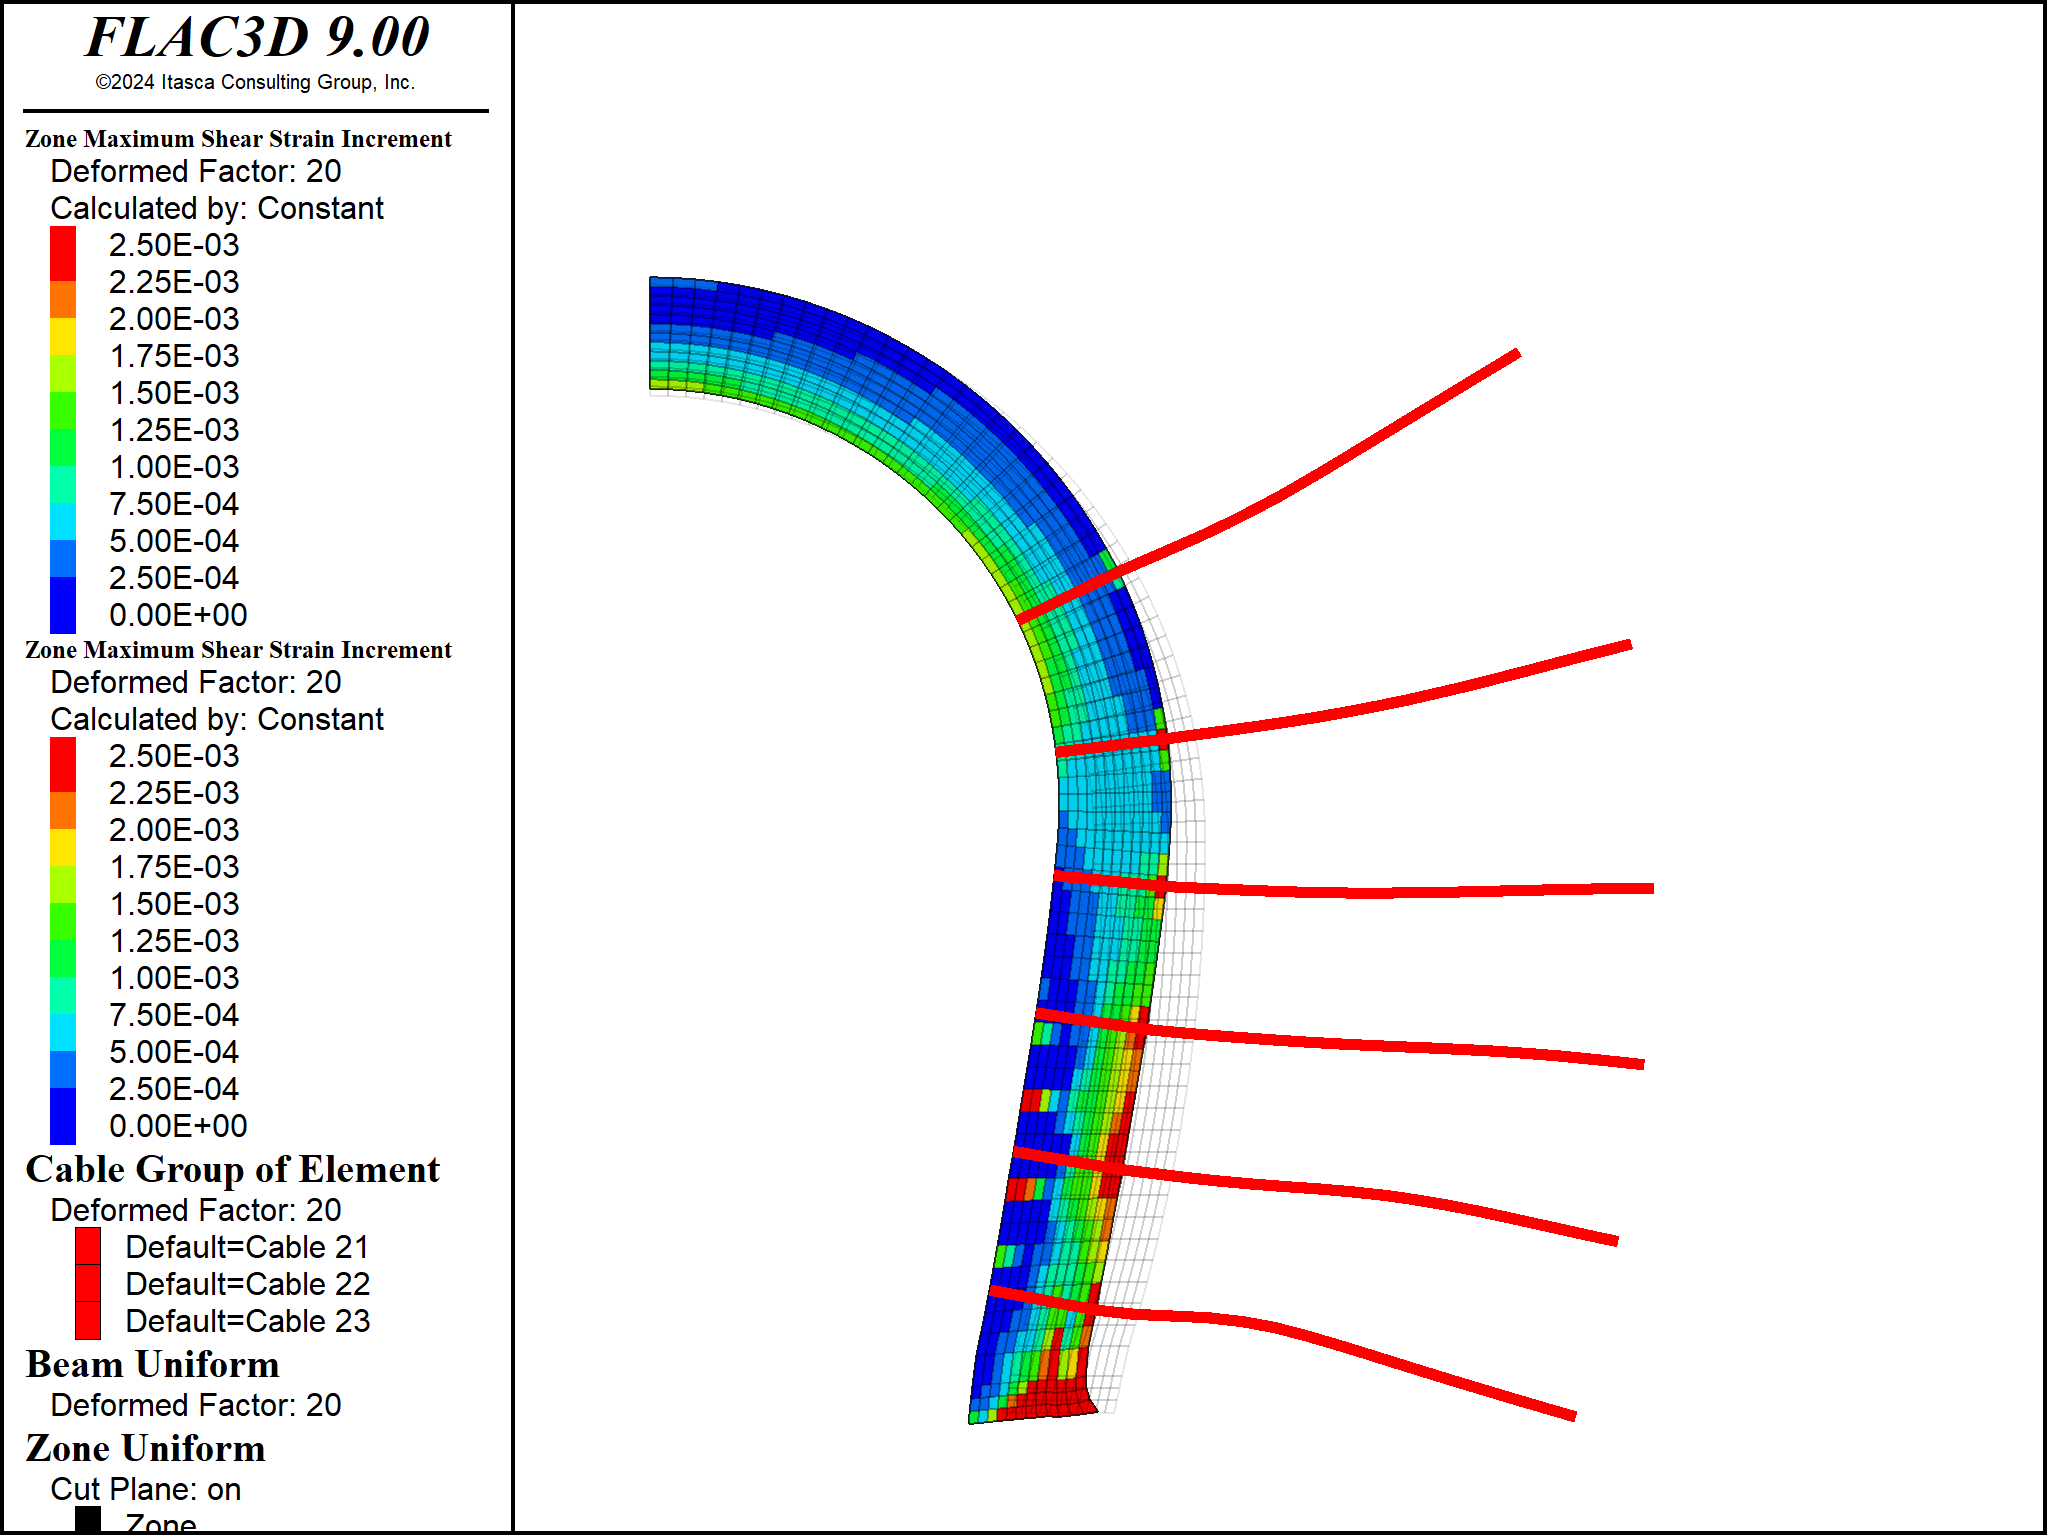 FLAC3D 9.00
©2024 Itasca Consulting Group, Inc.
Zone Maximum Shear Strain Increment
Deformed Factor: 20
Calculated by: Constant
2.50E-03
2.25E-03
2.00E-03
1.75E-03
1.50E-03
1.25E-03
1.00E-03
7.50E-04
5.00E-04
2.50E-04
0.00E+00
Zone Maximum Shear Strain Increment
Deformed Factor: 20
Calculated by: Constant
2.50E-03
2.25E-03
2.00E-03
1.75E-03
1.50E-03
1.25E-03
1.00E-03
7.50E-04
5.00E-04
2.50E-04
0.00E+00
Cable Group of Element
Deformed Factor: 20
Default=Cable 21
Default=Cable 22
Default=Cable 23
Beam Uniform
Deformed Factor: 20
Zone Uniform
Cut Plane: on
Zone